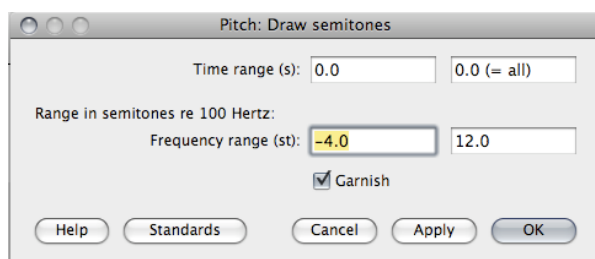 Pitch: Draw semitones
Time range (s): 0.0 0.0 (= all)
Range in semitones re 100 Hertz:
Frequency range (st): -4.0 12.0
Garnish
Help Standards Cancel Apply OK